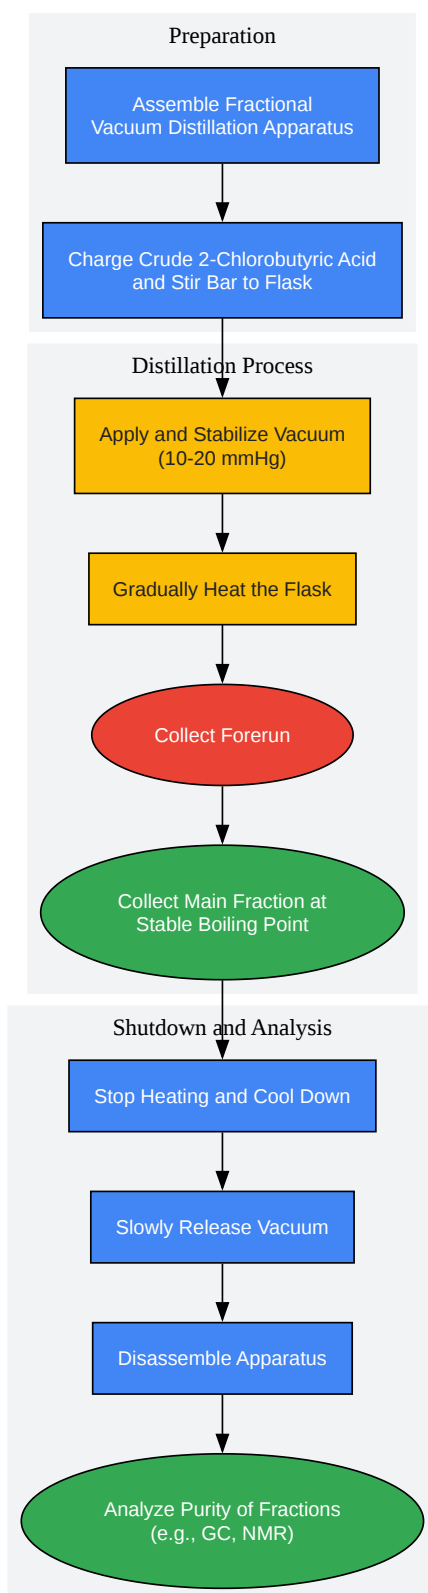 Preparation
Assemble Fractional
Vacuum Distillation Apparatus
Charge Crude 2-Chlorobutyric Acid
and Stir Bar to Flask
Distillation Process
Apply and Stabilize Vacuum
(10-20 mmHg)
Gradually Heat the Flask
Collect Forerun
Collect Main Fraction at
Stable Boiling Point
Shutdown and Analysis
Stop Heating and Cool Down
Slowly Release Vacuum
Disassemble Apparatus
Analyze Purity of Fractions
(e.g., GC, NMR)